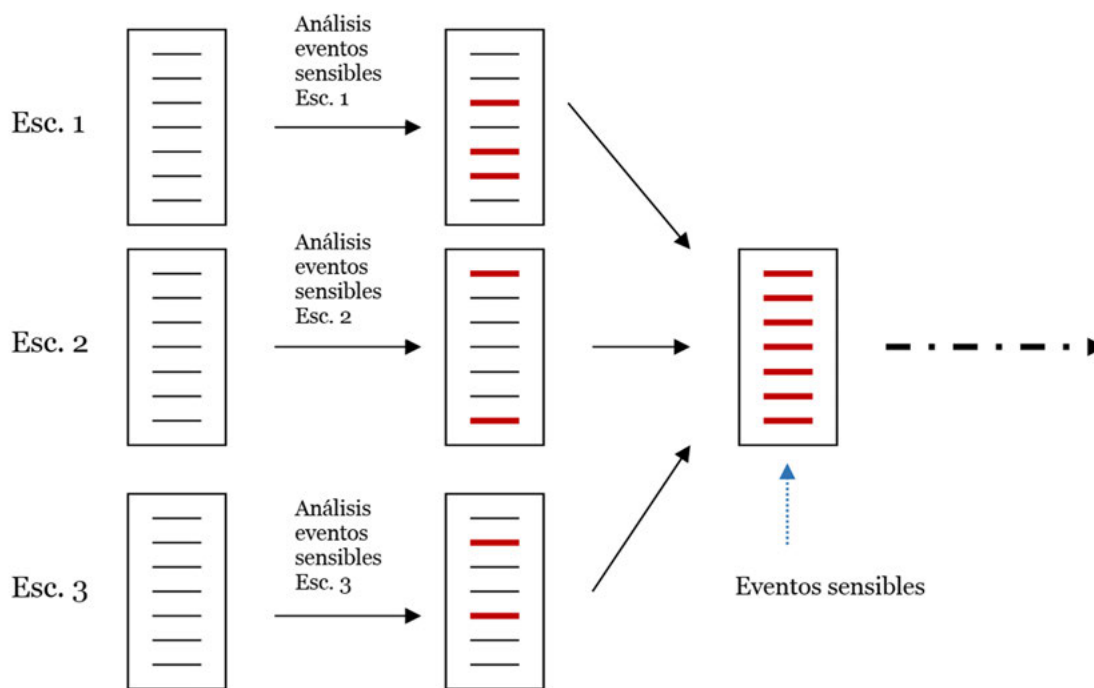 Análisis
eventos
sensibles
Esc. 1
Esc. 1
Análisis
eventos
sensibles
Esc. 2
Esc. 2
Análisis
eventos
sensibles
Esc. 3
Esc. 3
Eventos sensibles